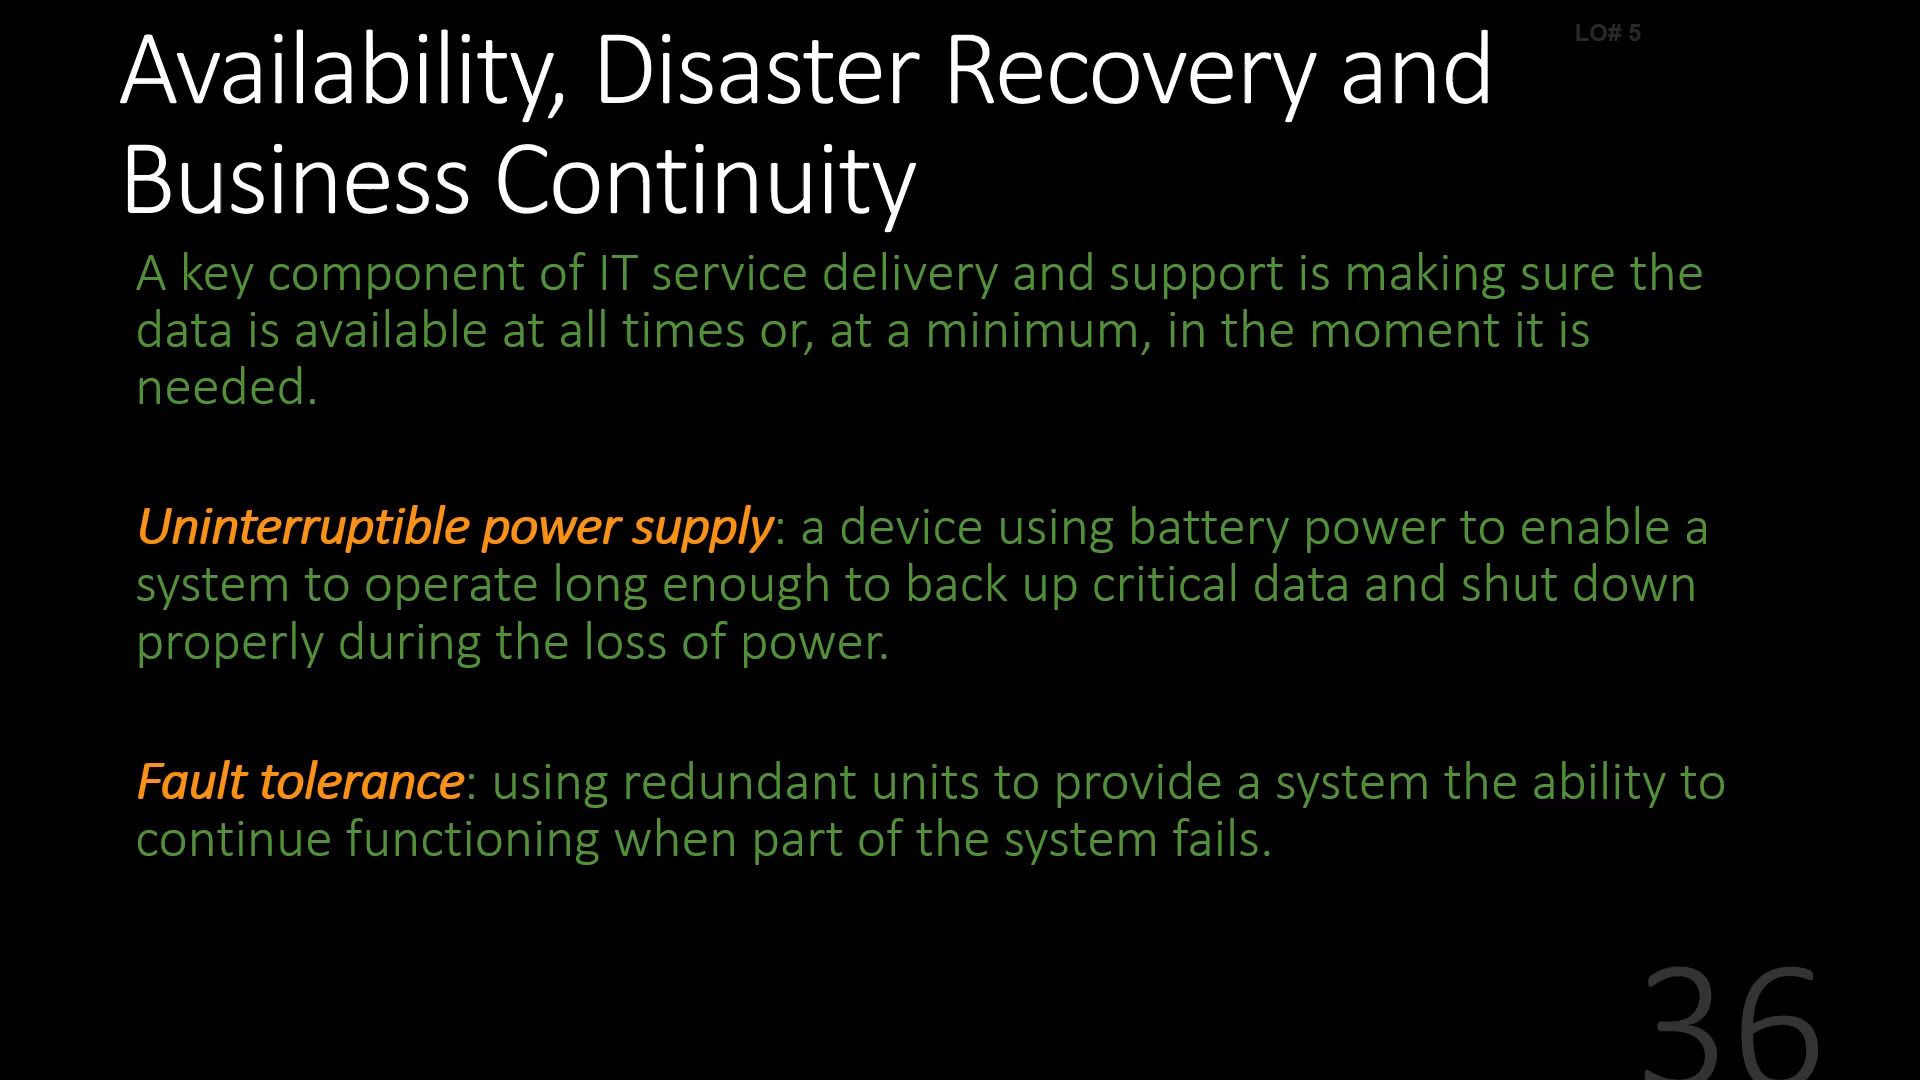 LO# 5
Availability, Disaster Recovery and
Business Continuity
A key component of IT service delivery and support is making sure the
data is available at all times or, at a minimum, in the moment it is
needed.
Uninterruptible power supply: a device using battery power to enable a
system to operate long enough to back up critical data and shut down
properly during the loss of power.
Fault tolerance: using redundant units to provide a system the ability to
continue functioning when part of the system fails.
36